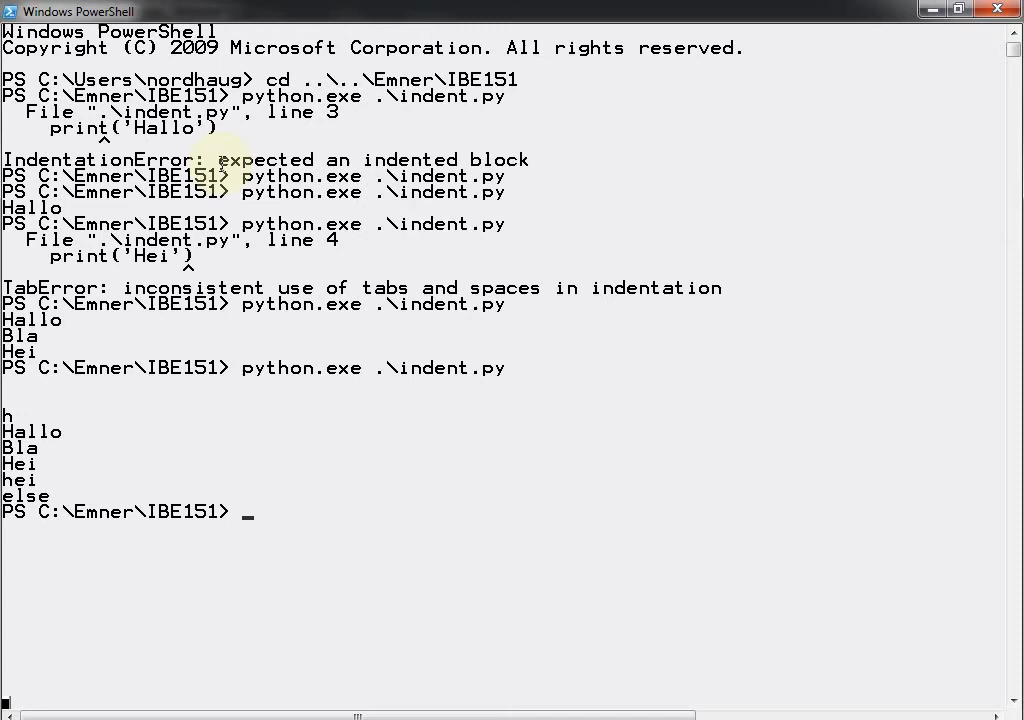 Windows PowerShell
Windows PowerShell
Copyright (C) 2009 Microsoft Corporation. All rights reserved.
PS C:\Users\nordhaug> cd ..\..\Emner\IBE151
PS C:\Emner\IBE151> python.exe .\indent.py
  File ".\indent.py", line 3
    print('Hallo')
        ^
IndentationError: expected an indented block
PS C:\Emner\IBE151> python.exe .\indent.py
PS C:\Emner\IBE151> python.exe .\indent.py
Hallo
PS C:\Emner\IBE151> python.exe .\indent.py
  File ".\indent.py", line 4
    print('Hei')
               ^
TabError: inconsistent use of tabs and spaces in indentation
PS C:\Emner\IBE151> python.exe .\indent.py
Hallo
Bla
Hei
PS C:\Emner\IBE151> python.exe .\indent.py
h
Hallo
Bla
Hei
hei
else
PS C:\Emner\IBE151> _